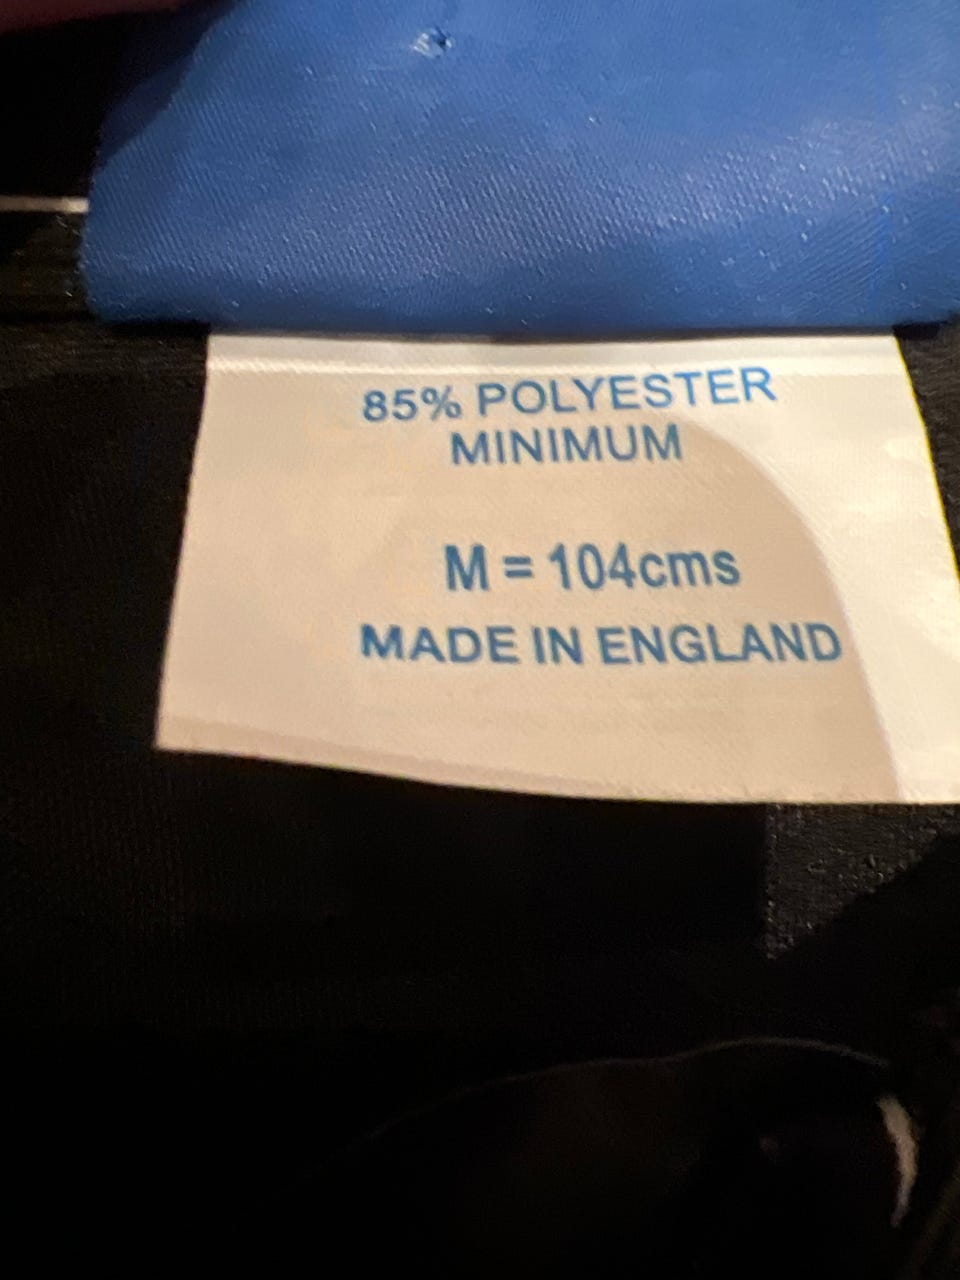 85% POLYESTER
MINIMUM
M = 104cms
MADE IN ENGLAND